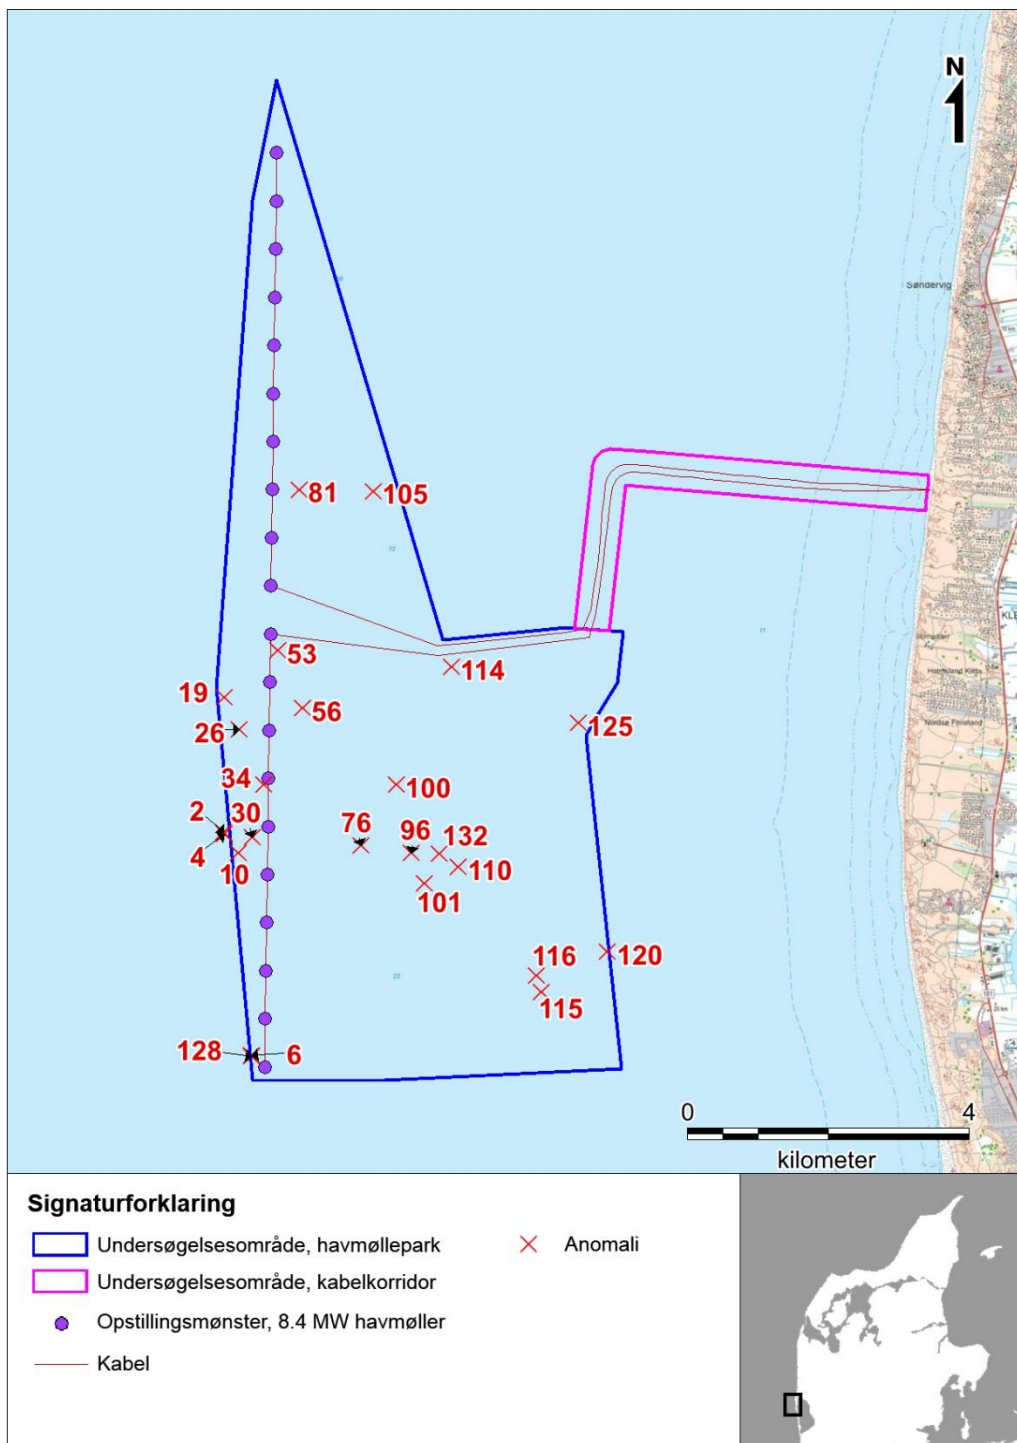 N
Søndervig
81
105
53
114
19
56
26
125
34
100
2
30
76
96
132
4
10
110
101
116
120
115
128
6
0
4
kilometer
Signaturforklaring
Undersøgelsesområde, havmøllepark
Anomali
Undersøgelsesområde, kabelkorridor
Opstillingsmønster, 8.4 MW havmøller
Kabel